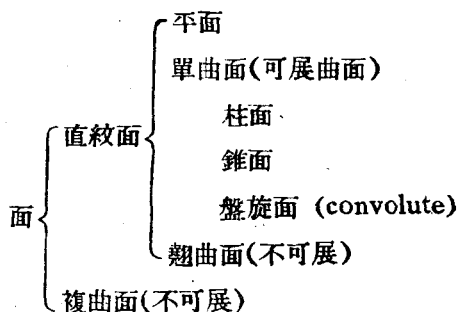 平面
單曲面(可展曲面)
柱面
直紋面
錐面
面
盤旋面 (convolute)
翹曲面(不可展)
複曲面(不可展)